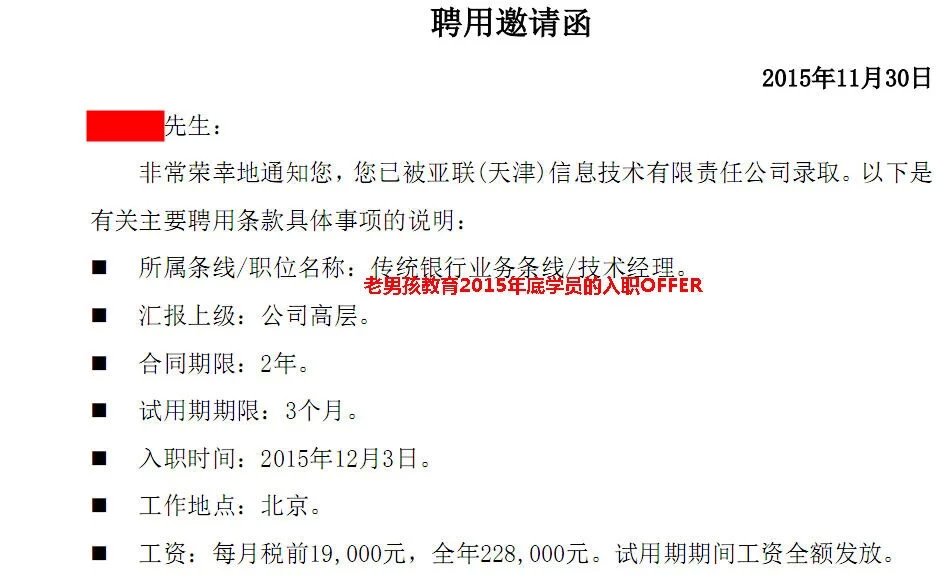 聘用邀请函
2015年11月30日
先生:
非常荣幸地通知您,您已被亚联(天津)信息技术有限责任公司录取。以下是
有关主要聘用条款具体事项的说明:
■ 所属条线/职位名称: 传统银行业务条线/技术经理。
老男孩教育2015年底学员的入职OFFER
■ 汇报上级: 公司高层。
■ 合同期限: 2年。
■ 试用期期限: 3个月。
■ 入职时间: 2015年12月3日。
■ 工作地点: 北京。
■ 工资: 每月税前19,000元, 全年228,000元。试用期期间工资全额发放。